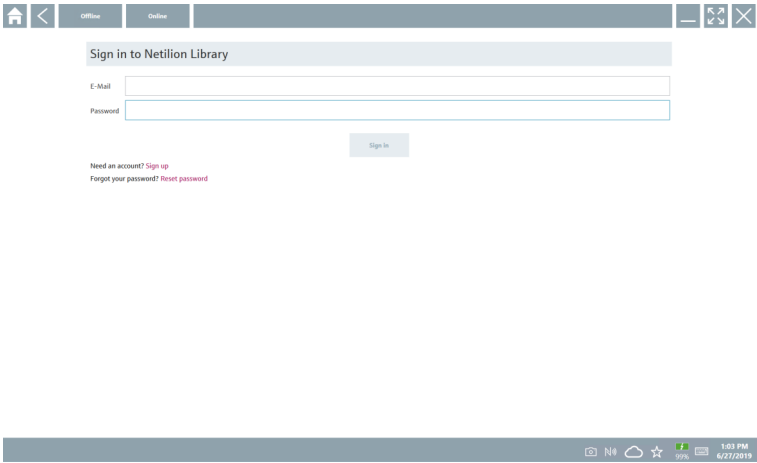 Offline Online
Sign in to Netilion Library
E-Mail
Password
Sign in
Need an account? Sign up
Forgot your password? Reset password
99%
1:03 PM
6/27/2019